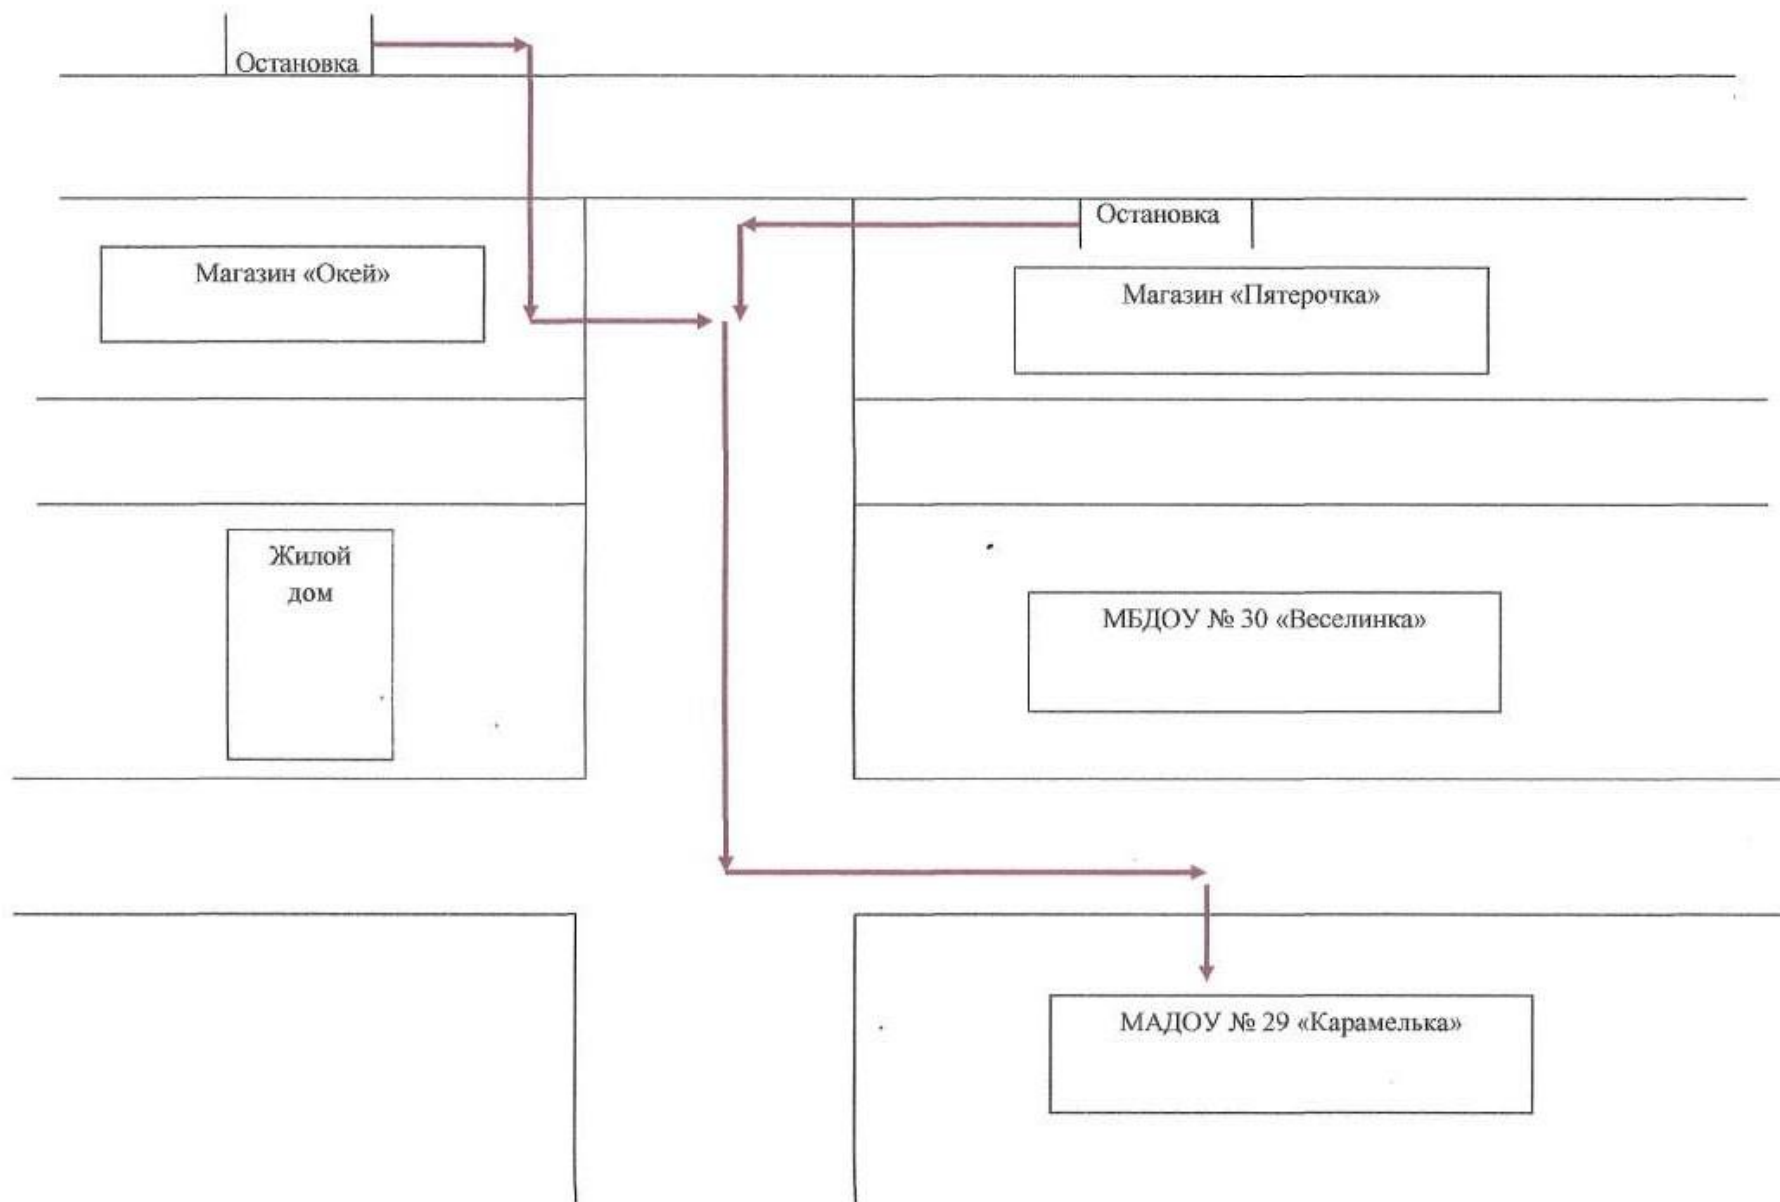 Остановка
Остановка
Магазин «Окей»
Магазин «Пятерочка»
Жилой
дом
МБДОУ № 30 «Веселинка»
МАДОУ № 29 «Карамелька»